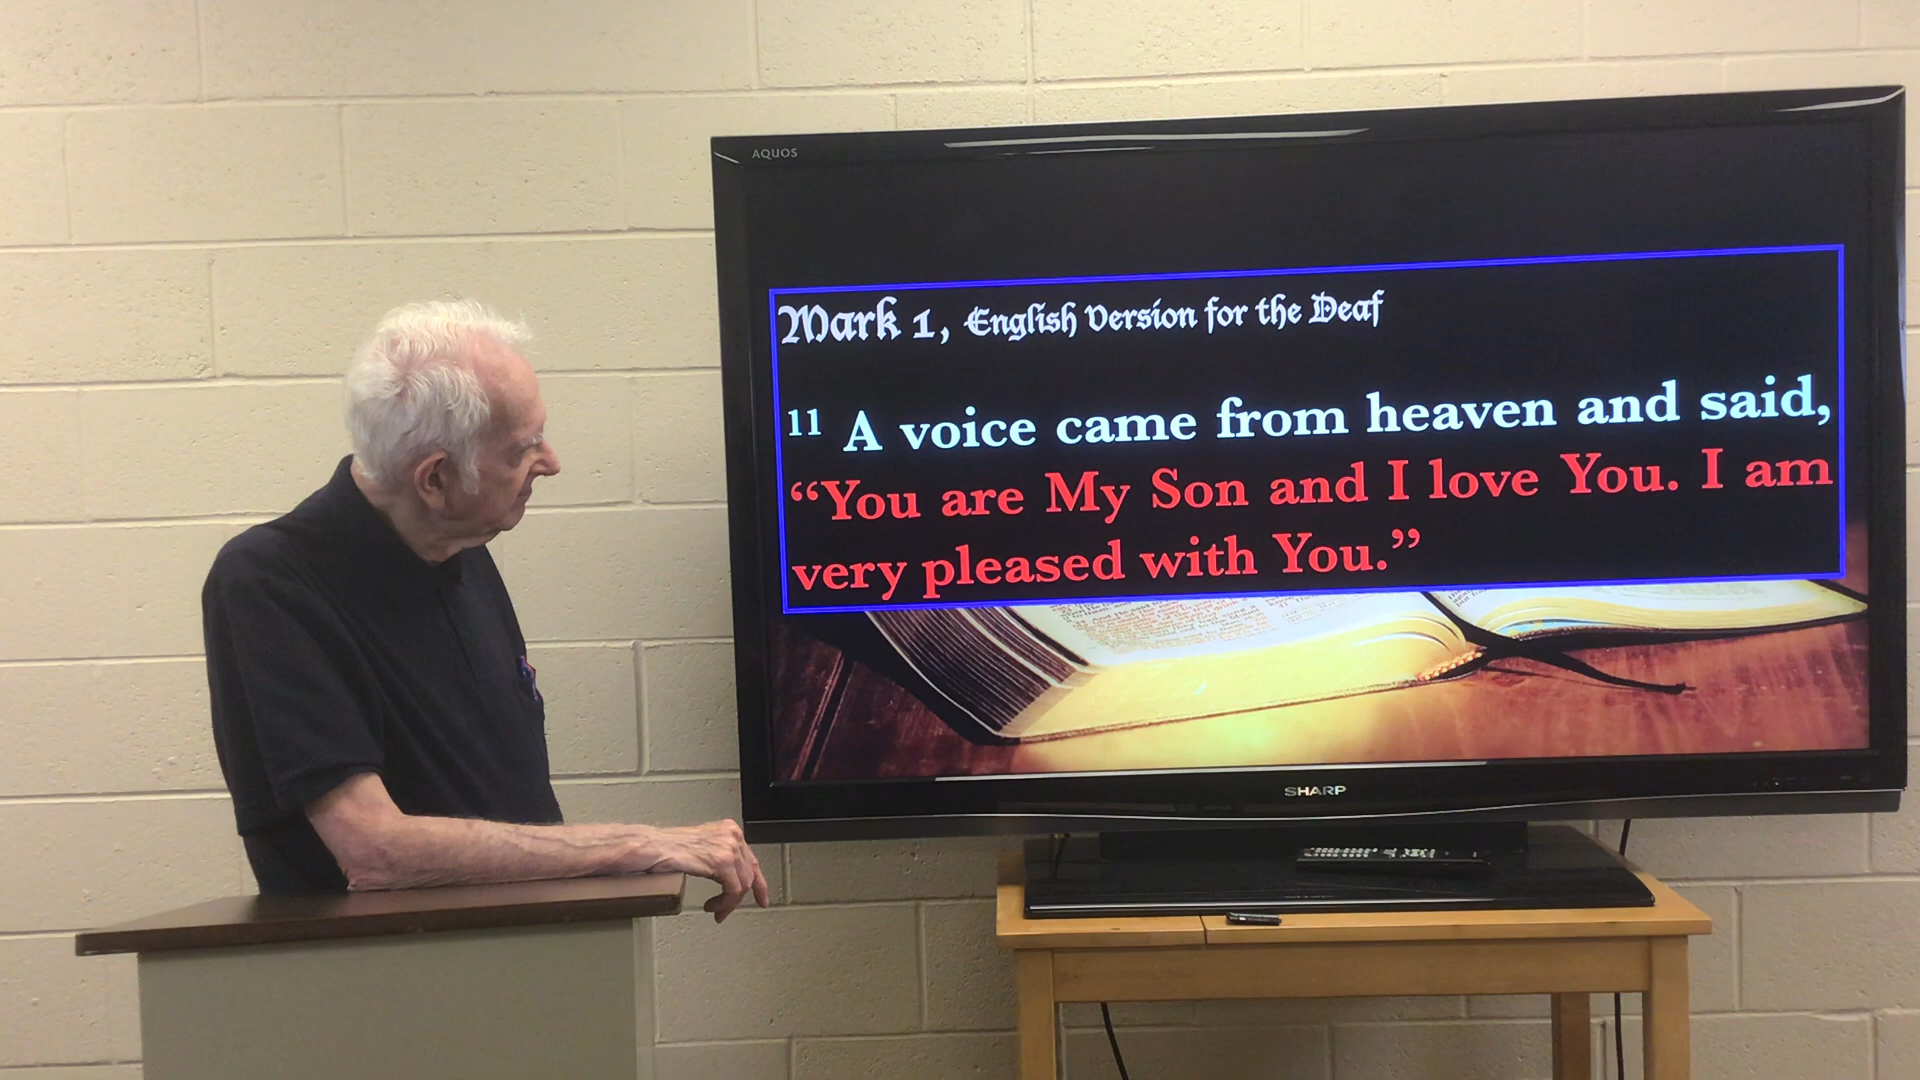 AQUOS
Mark 1, English Version for the Deaf
11 A voice came from heaven and said,
“You are My Son and I love You. I am
very pleased with You.”
SHARP